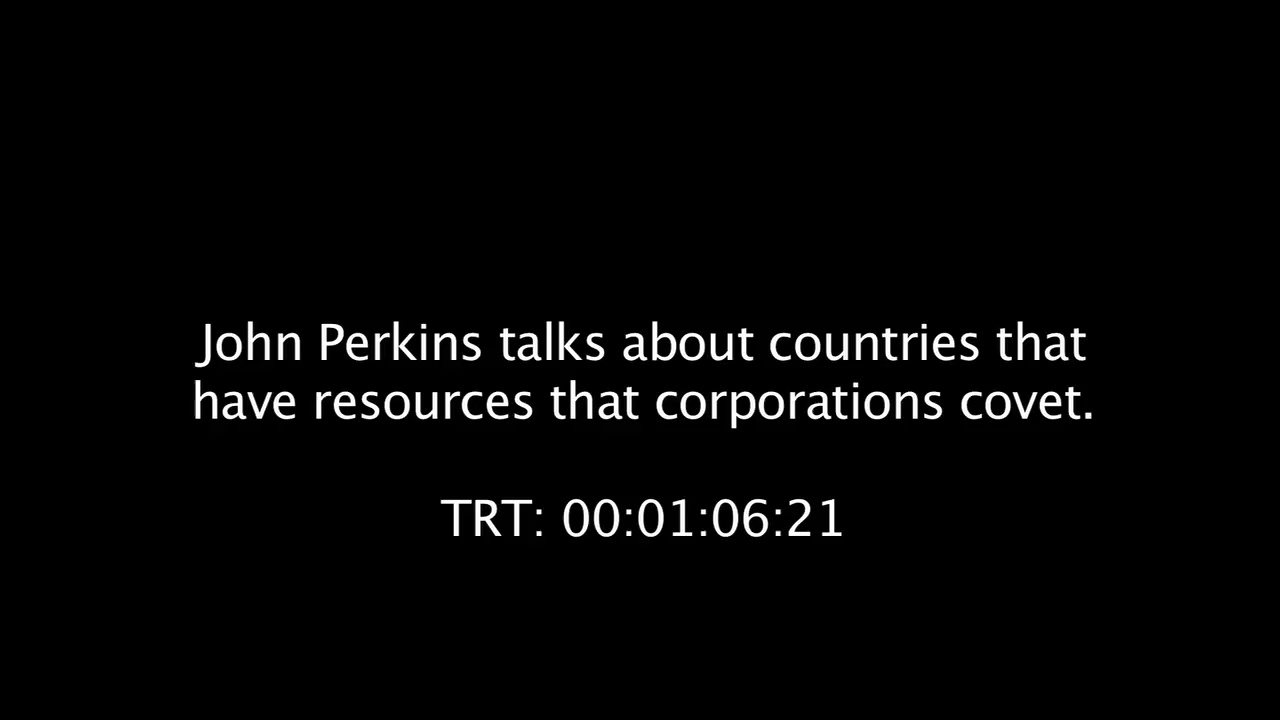 John Perkins talks about countries that
have resources that corporations covet.
TRT: 00:01:06:21